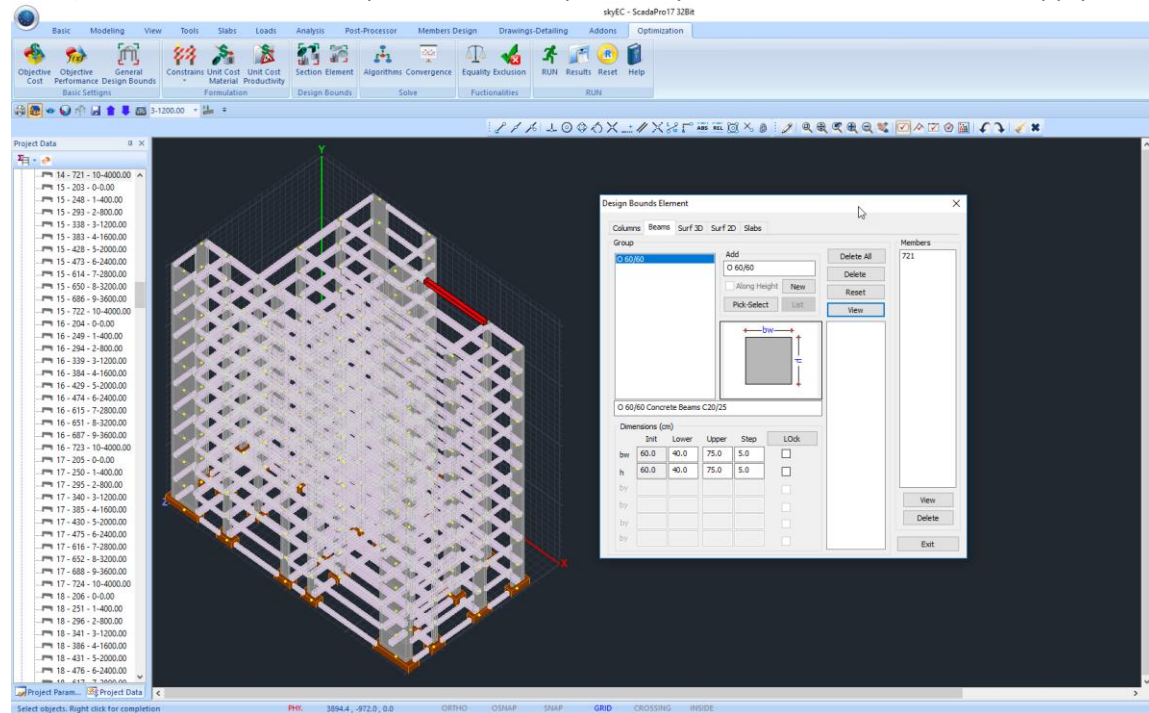 skyEC - ScadaPro17 32Bit
Basic Modeling View Tools Slabs Loads Analysis Post-Processor Members Design Drawings-Detailing Addons Optimization
Objective Cost
Objective Performance
General Design Bounds
Constrains
Unit Cost Material
Unit Cost Productivity
Section
Element
Algorithms
Convergence
Equality
Exclusion
RUN
Results
Reset
Help
Basic Settigns
Formulation
Design Bounds
Solve
Fuctionalities
RUN
3-1200.00
ABS REL
Project Data
14 - 721 - 10-4000.00
15 - 203 - 0-0.00
15 - 248 - 1-400.00
15 - 293 - 2-800.00
15 - 338 - 3-1200.00
15 - 383 - 4-1600.00
15 - 428 - 5-2000.00
15 - 473 - 6-2400.00
15 - 614 - 7-2800.00
15 - 650 - 8-3200.00
15 - 686 - 9-3600.00
15 - 722 - 10-4000.00
16 - 204 - 0-0.00
16 - 249 - 1-400.00
16 - 294 - 2-800.00
16 - 339 - 3-1200.00
16 - 384 - 4-1600.00
16 - 429 - 5-2000.00
16 - 474 - 6-2400.00
16 - 615 - 7-2800.00
16 - 651 - 8-3200.00
16 - 687 - 9-3600.00
16 - 723 - 10-4000.00
17 - 205 - 0-0.00
17 - 250 - 1-400.00
17 - 295 - 2-800.00
17 - 340 - 3-1200.00
17 - 385 - 4-1600.00
17 - 430 - 5-2000.00
17 - 475 - 6-2400.00
17 - 616 - 7-2800.00
17 - 652 - 8-3200.00
17 - 688 - 9-3600.00
17 - 724 - 10-4000.00
18 - 206 - 0-0.00
18 - 251 - 1-400.00
18 - 296 - 2-800.00
18 - 341 - 3-1200.00
18 - 386 - 4-1600.00
18 - 431 - 5-2000.00
18 - 476 - 6-2400.00
Project Param... Project Data
Y
Z
X
Design Bounds Element
Columns Beams Surf 3D Surf 2D Slabs
Group
O 60/60
Add
O 60/60
Along Height New
Pick-Select List
Delete All
Delete
Reset
View
Members
721
bw
h
O 60/60 Concrete Beams C20/25
Dimensions (cm)
Init Lower Upper Step LOck
bw 60.0 40.0 75.0 5.0
h 60.0 40.0 75.0 5.0
by
by
by
by
View
Delete
Exit
Select objects. Right click for completion
PHY. 3894.4 , -972.0 , 0.0 ORTHO OSNAP SNAP GRID CROSSING INSIDE